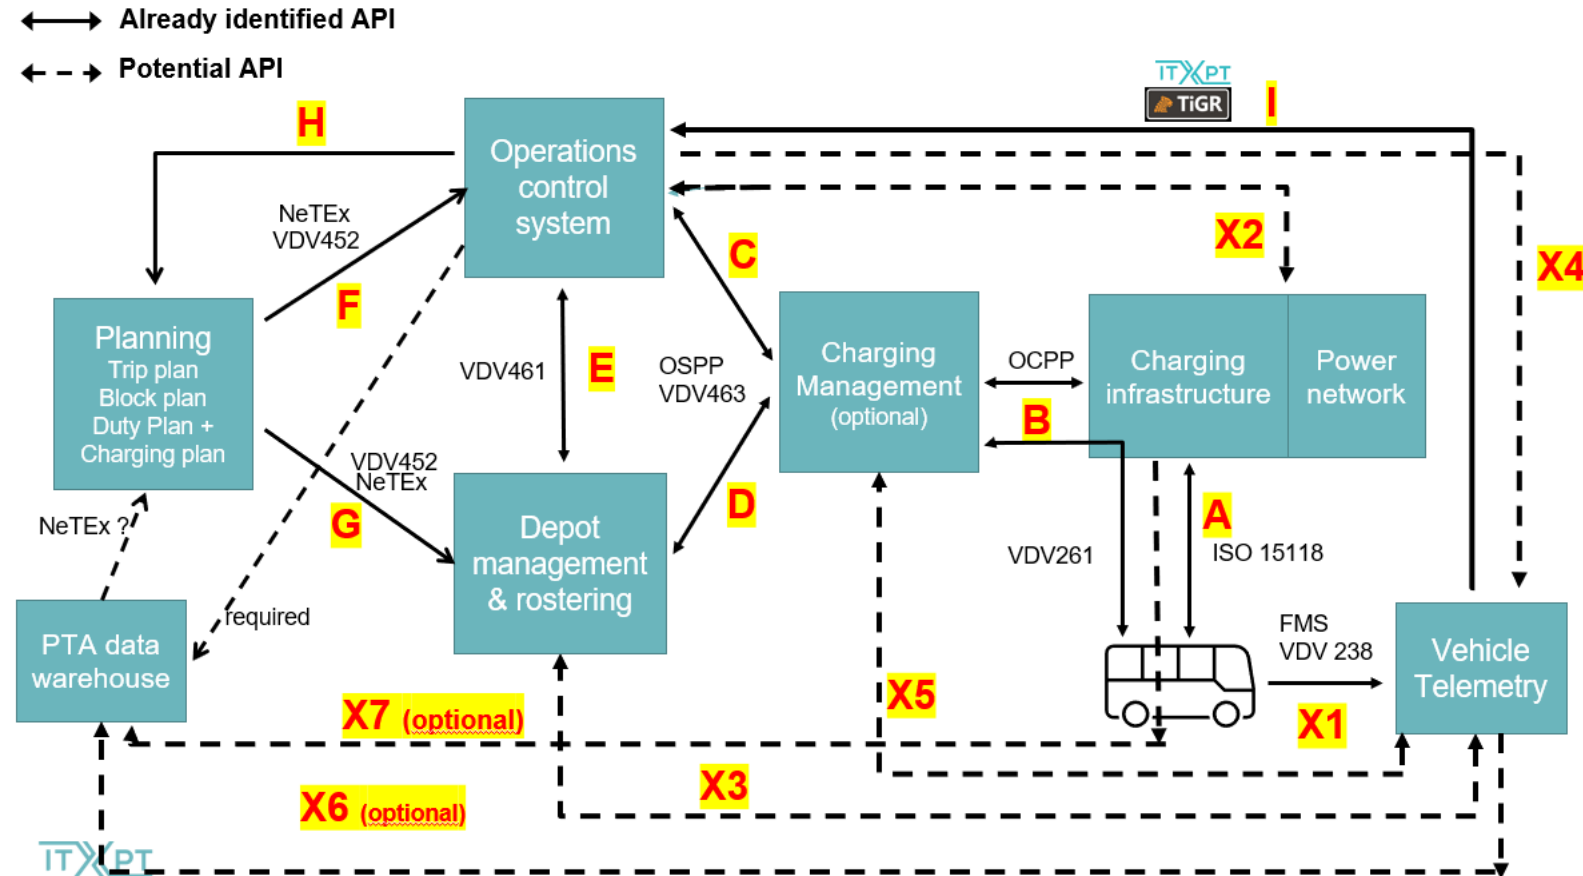 Already identified API
Potential API
ITXPT
TiGR
I
H
Operations
control
system
NeTEx
VDV452
F
C
X2
X4
Planning
Trip plan
Block plan
Duty Plan +
Charging plan
VDV461
E
OSPP
VDV463
Charging
Management
(optional)
OCPP
B
Charging
infrastructure
Power
network
VDV452
NeTEx
G
D
A
NeTEx ?
Depot
management
& rostering
VDV261
ISO 15118
required
PTA data
warehouse
FMS
VDV 238
Vehicle
Telemetry
X5
X1
X7 (optional)
X3
X6 (optional)
ITXPT